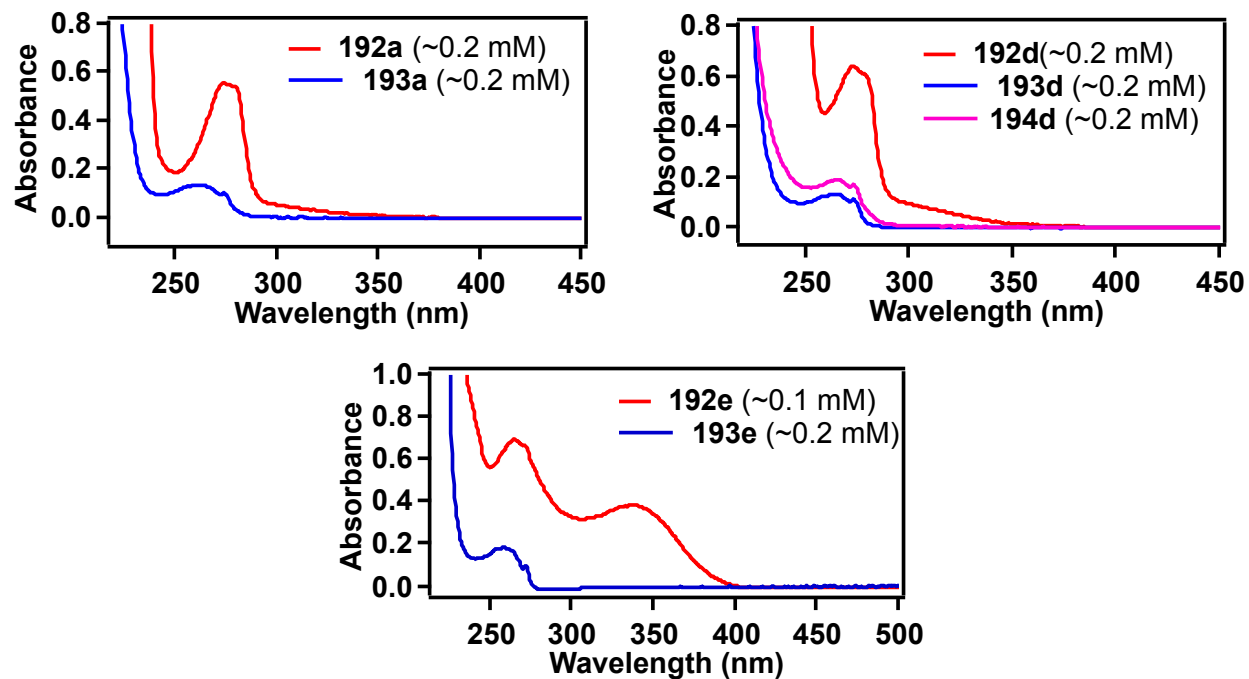 0.8
0.6
0.4
0.2
0.0
Absorbance
192a (~0.2 mM)
193a (~0.2 mM)
250 300 350 400 450
Wavelength (nm)
0.8
0.6
0.4
0.2
0.0
Absorbance
192d(~0.2 mM)
193d (~0.2 mM)
194d (~0.2 mM)
250 300 350 400 450
Wavelength (nm)
1.0
0.8
0.6
0.4
0.2
0.0
Absorbance
192e (~0.1 mM)
193e (~0.2 mM)
250 300 350 400 450 500
Wavelength (nm)